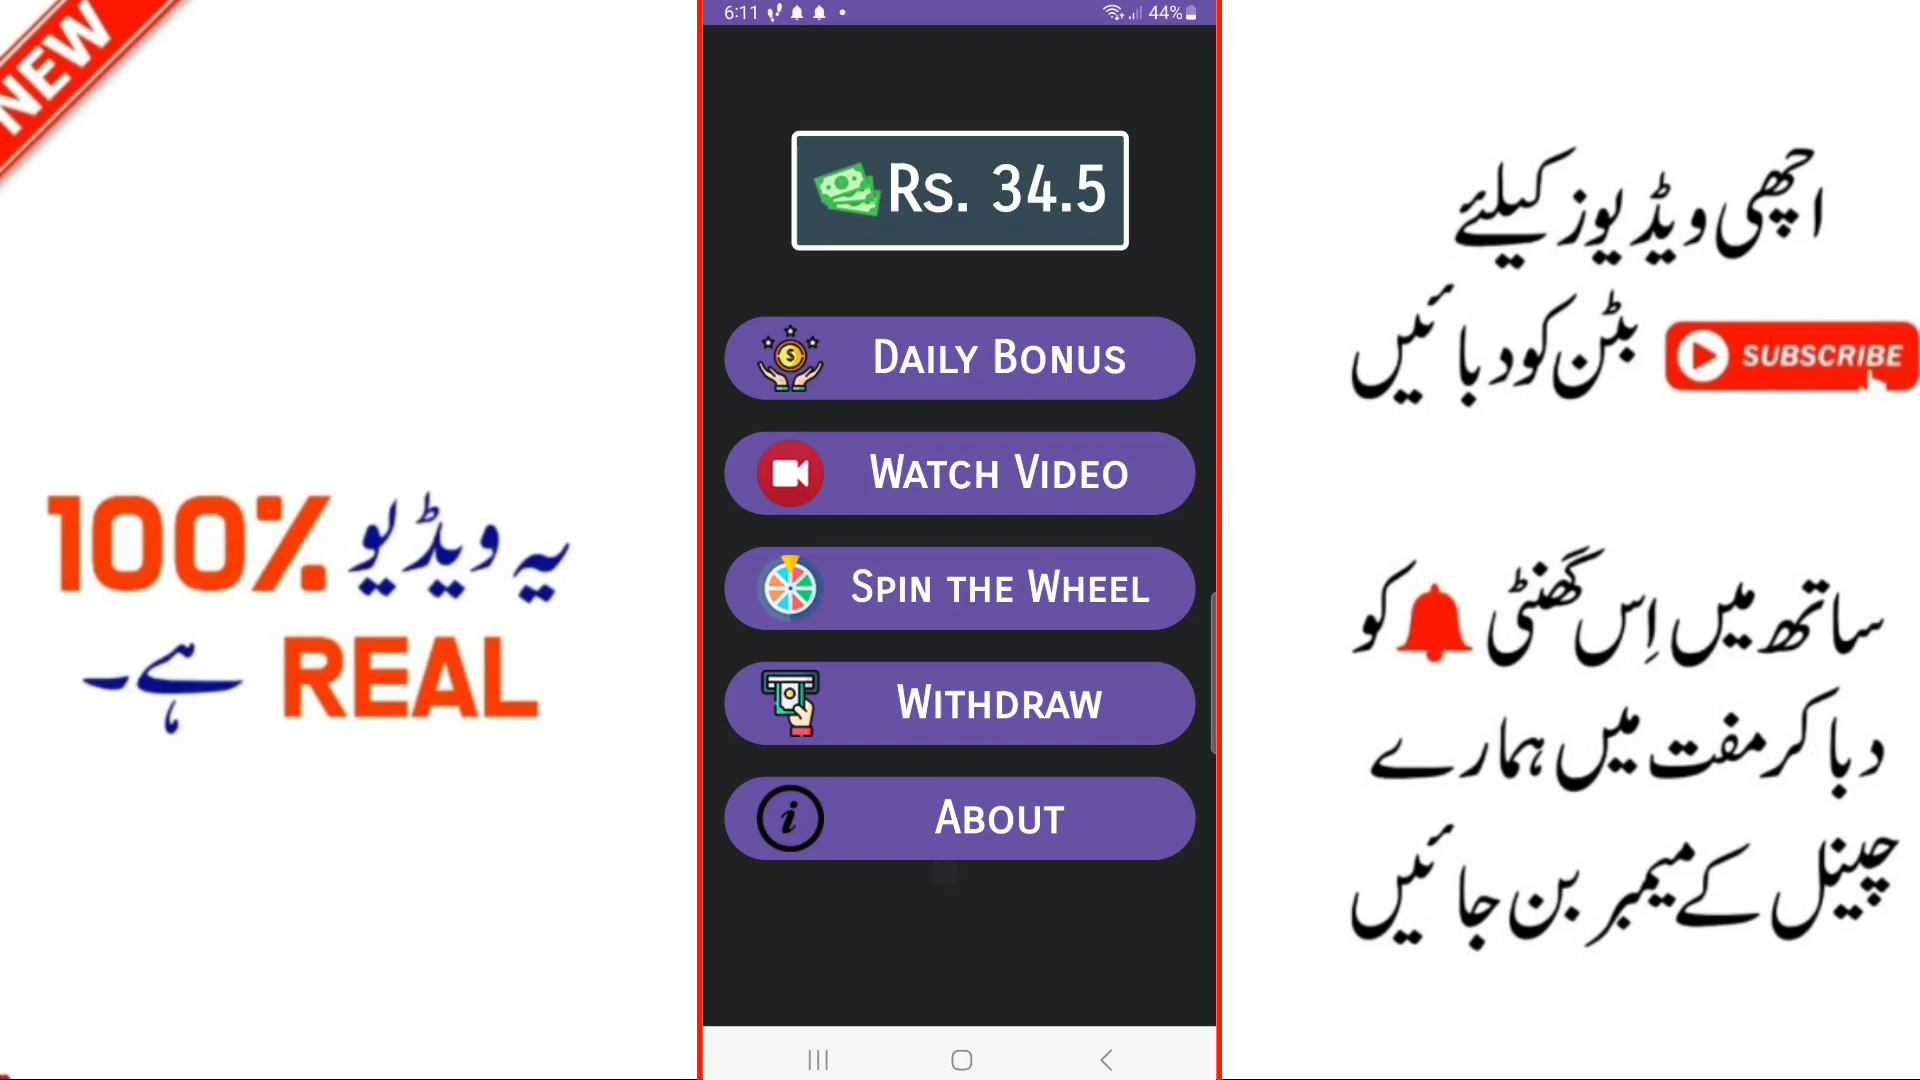 NEW
6:11
44%
Rs. 34.5
DAILY BONUS
WATCH VIDEO
SPIN THE WHEEL
WITHDRAW
ABOUT
یہ ویڈیو 100%
REAL ہے۔
اچھی ویڈیوز کیلئے
SUBSCRIBE بٹن کو دبائیں
ساتھ میں اِس گھنٹی کو
دبا کر مفت میں ہمارے
چینل کے میمبر بن جائیں